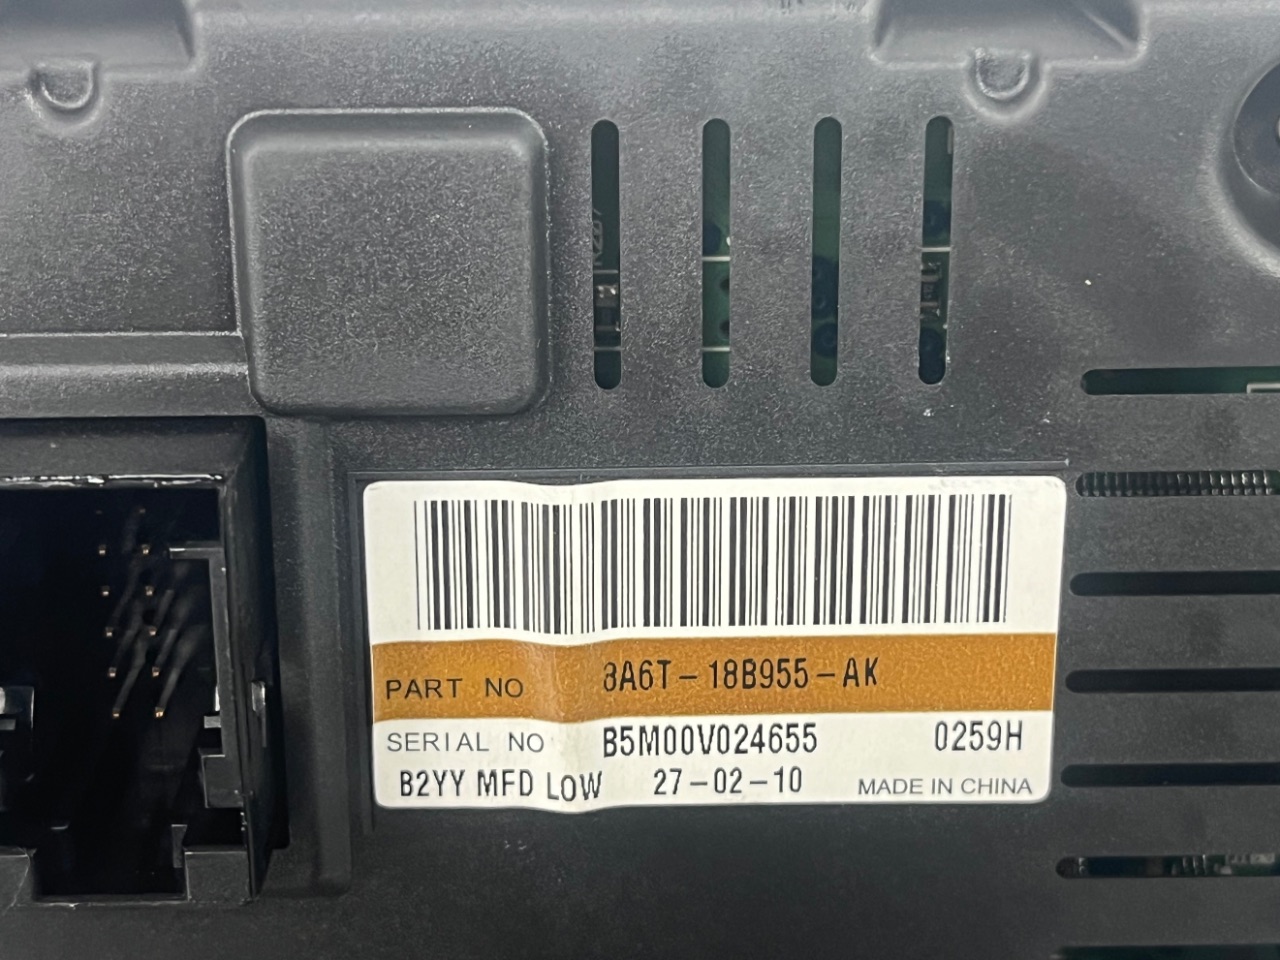 PART NO 8A6T-18B955-AK
SERIAL NO B5M00V024655 0259H
B2YY MFD LOW 27-02-10 MADE IN CHINA